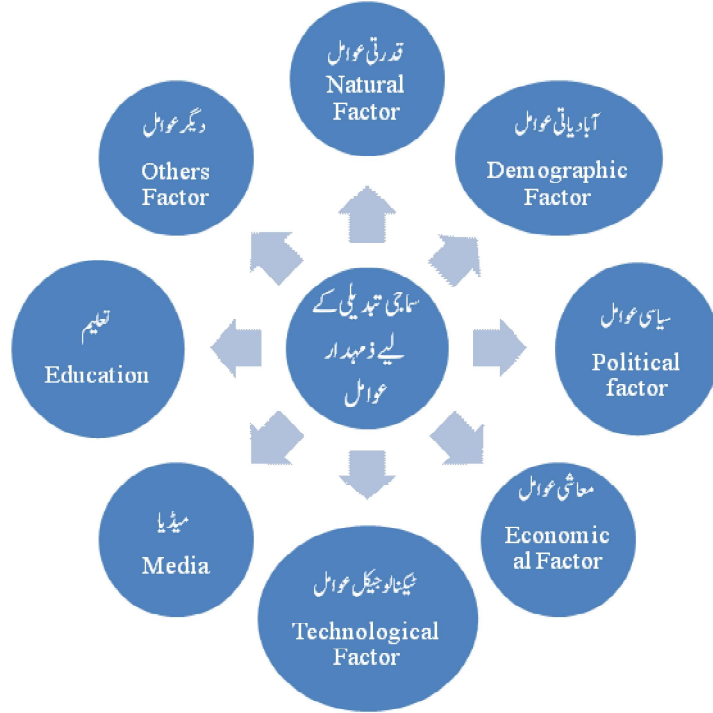 سماجی تبدیلی کے
لیے ذمہدار
عوامل
قدرتی عوامل
Natural
Factor
آبادیاتی عوامل
Demographic
Factor
سیاسی عوامل
Political
factor
معاشی عوامل
Economic
al Factor
ٹیکنالوجیکل عوامل
Technological
Factor
میڈیا
Media
تعلیم
Education
دیگر عوامل
Others
Factor